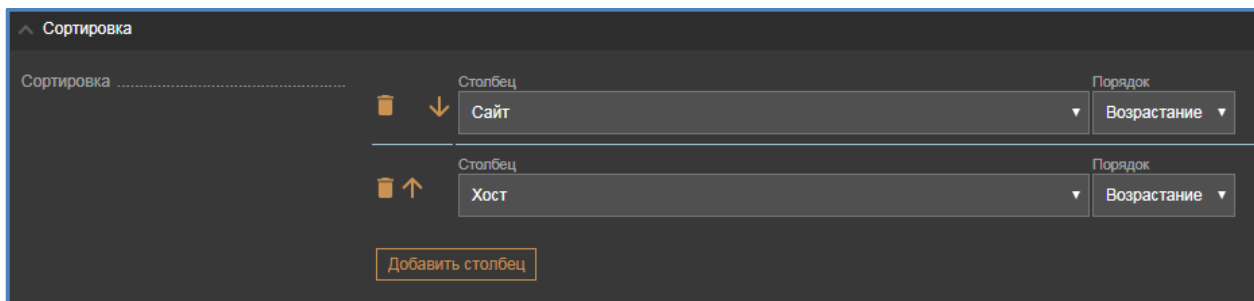 Сортировка
Сортировка
Столбец Порядок
Сайт Возрастание
Столбец Порядок
Хост Возрастание
Добавить столбец